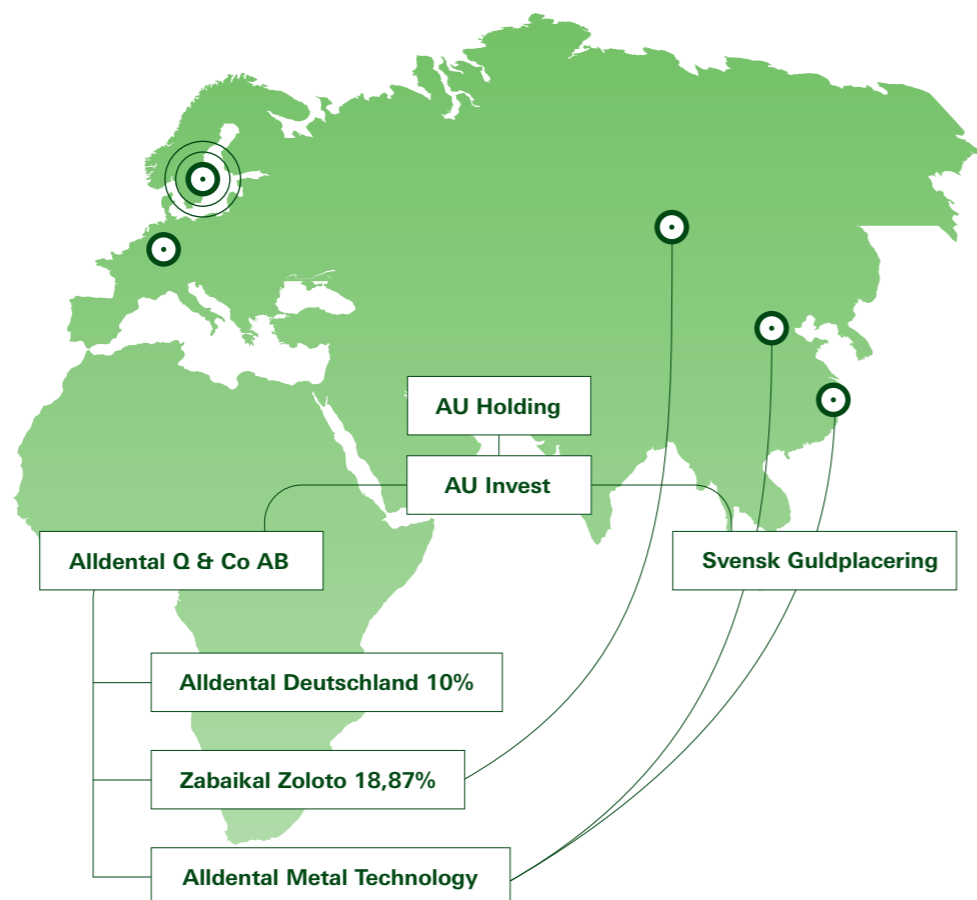 AU Holding
AU Invest
Alldental Q & Co AB
Svensk Guldplacering
Alldental Deutschland 10%
Zabaikal Zoloto 18,87%
Alldental Metal Technology